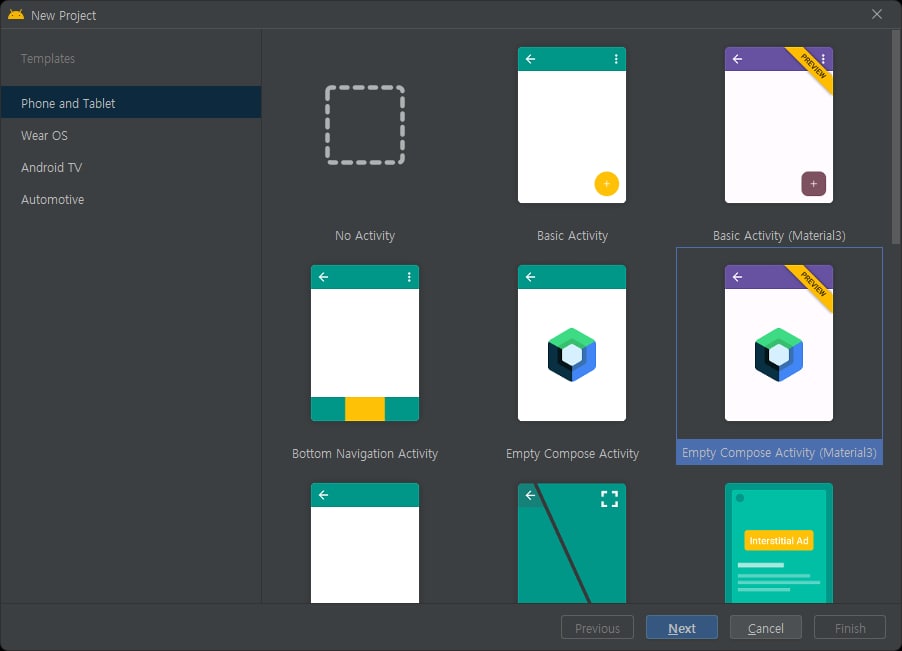 New Project
Templates
Phone and Tablet
Wear OS
Android TV
Automotive
PREVIEW
No Activity
Basic Activity
Basic Activity (Material3)
PREVIEW
Bottom Navigation Activity
Empty Compose Activity
Empty Compose Activity (Material3)
Interstitial Ad
Previous
Next
Cancel
Finish